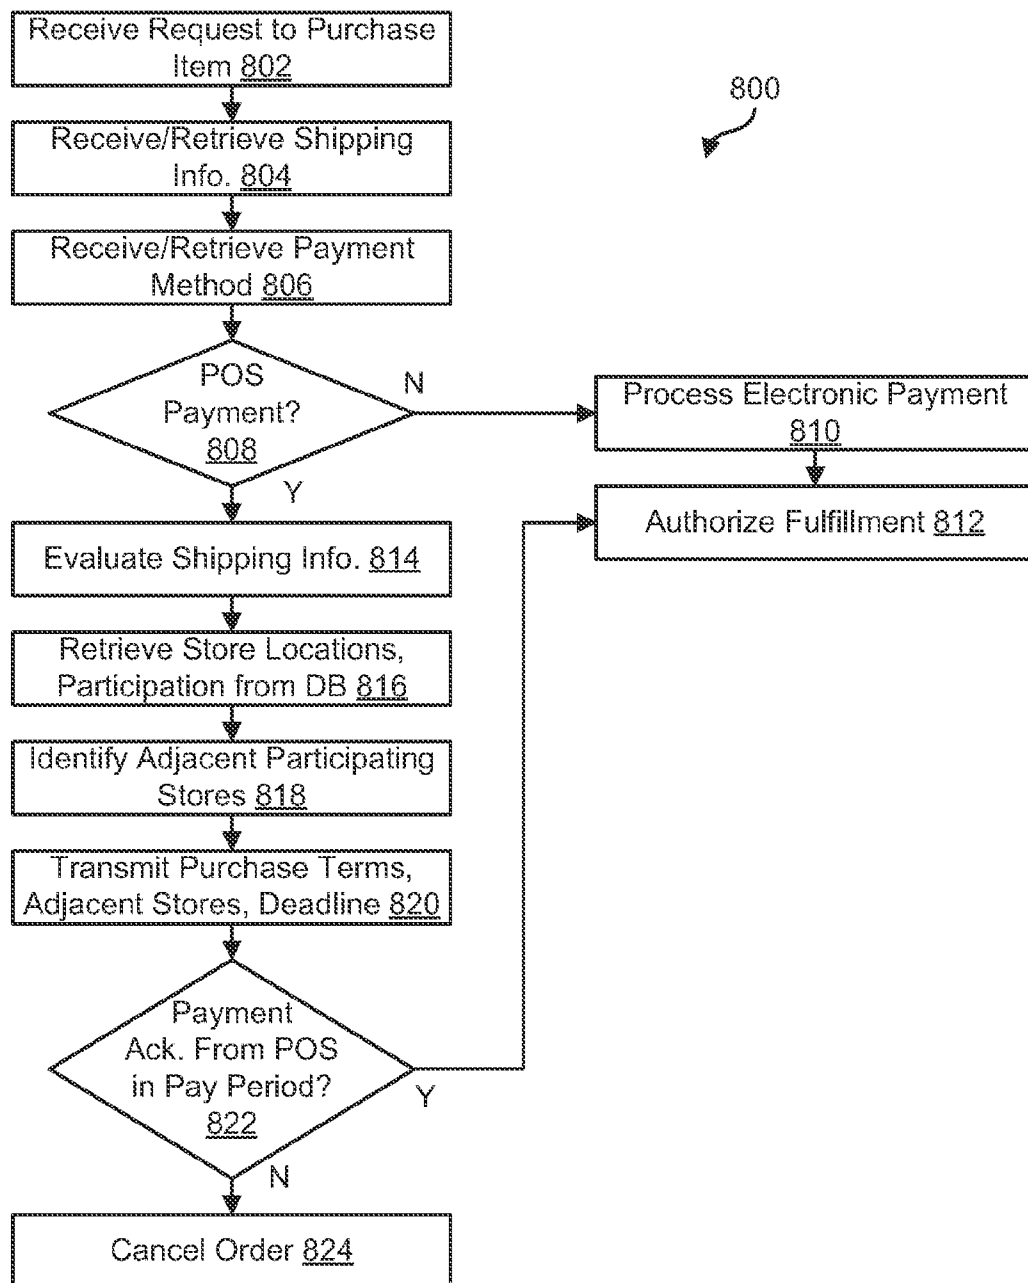 Receive Request to Purchase
Item 802
800
Receive/Retrieve Shipping
Info. 804
Receive/Retrieve Payment
Method 806
POS
Payment?
808
N
Y
Process Electronic Payment
810
Authorize Fulfillment 812
Evaluate Shipping Info. 814
Retrieve Store Locations,
Participation from DB 816
Identify Adjacent Participating
Stores 818
Transmit Purchase Terms,
Adjacent Stores, Deadline 820
Payment
Ack. From POS
in Pay Period?
822
Y
N
Cancel Order 824